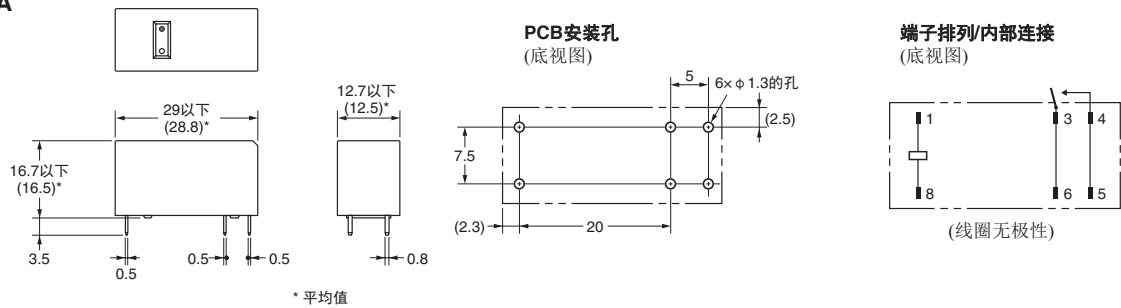 A
29以下
(28.8)*
16.7以下
(16.5)*
3.5
0.5
0.5
0.5
12.7以下
(12.5)*
0.8
* 平均值
PCB安装孔
(底视图)
5
6×φ1.3的孔
(2.5)
7.5
(2.3)
20
端子排列/内部连接
(底视图)
1
3
4
8
6
5
(线圈无极性)